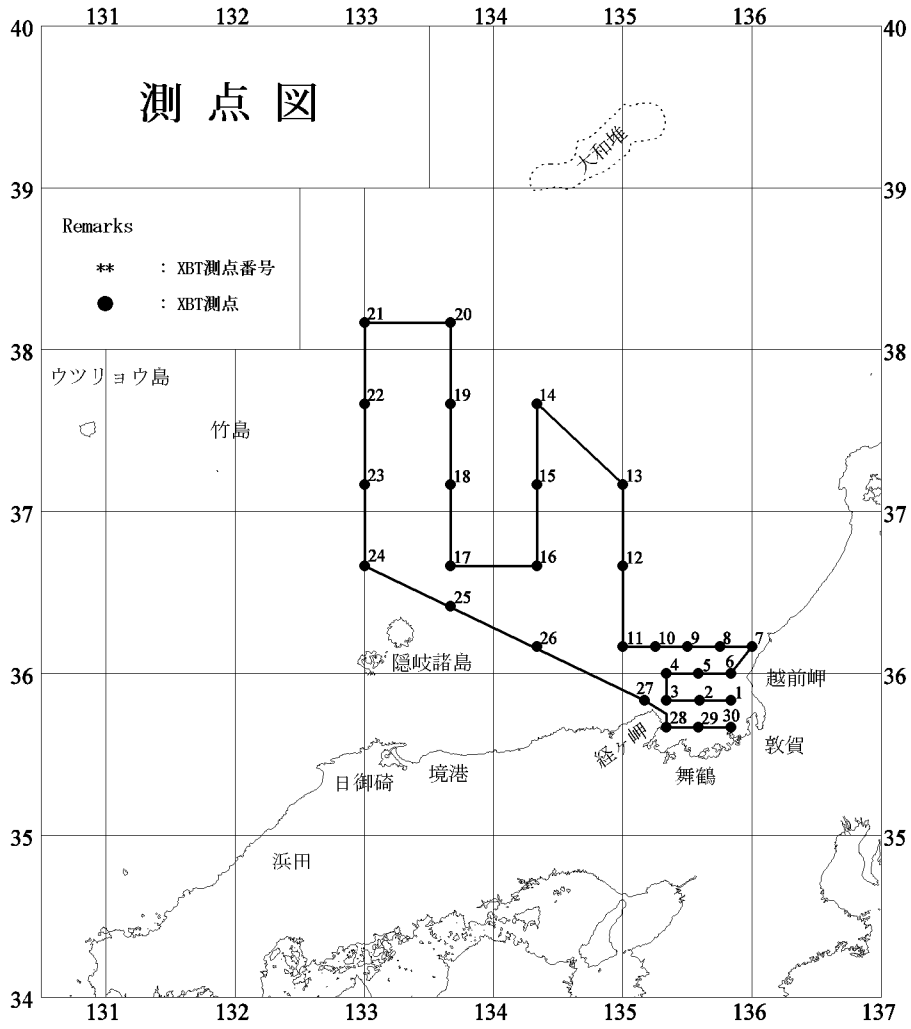 131 132 133 134 135 136
40 40
測点図
大和堆
39 39
Remarks
** : XBT測点番号
● : XBT測点
21 20
38 38
ウツリョウ島
22 19 14
竹島
23 18 13
37 37
24 17 16 12
15
25
26 11 10 9 8 7
隠岐諸島
36 36
4 5 6
越前岬
27 3 2 1
28 29 30
経ヶ岬
敦賀
舞鶴
境港
日御碕
35 35
浜田
34
131 132 133 134 135 136 137